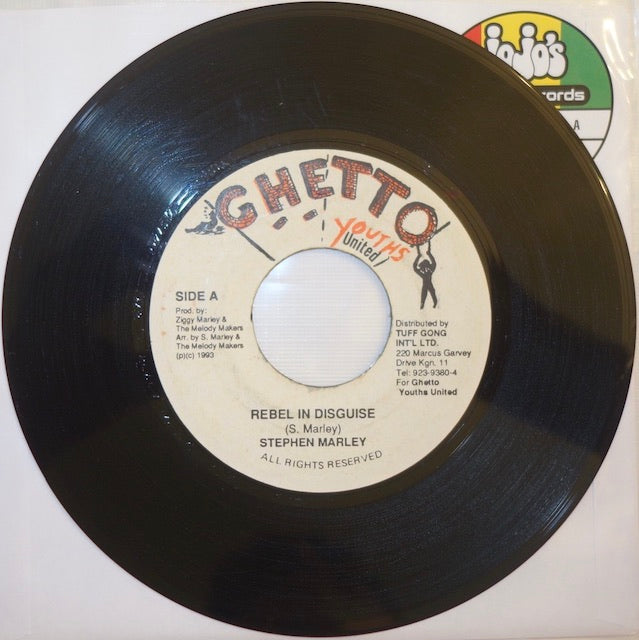 jojo's
ords
A
GHETTO
YOUTHS
United
SIDE A
Prod. by:
Ziggy Marley &
The Melody Makers
Arr. by S. Marley &
The Melody Makers
(p)(c) 1993
Distributed by
TUFF GONG
INT'L LTD.
220 Marcus Garvey
Drive Kgn. 11
Tel: 923-9380-4
For Ghetto
Youths United
REBEL IN DISGUISE
(S. Marley)
STEPHEN MARLEY
ALL RIGHTS RESERVED